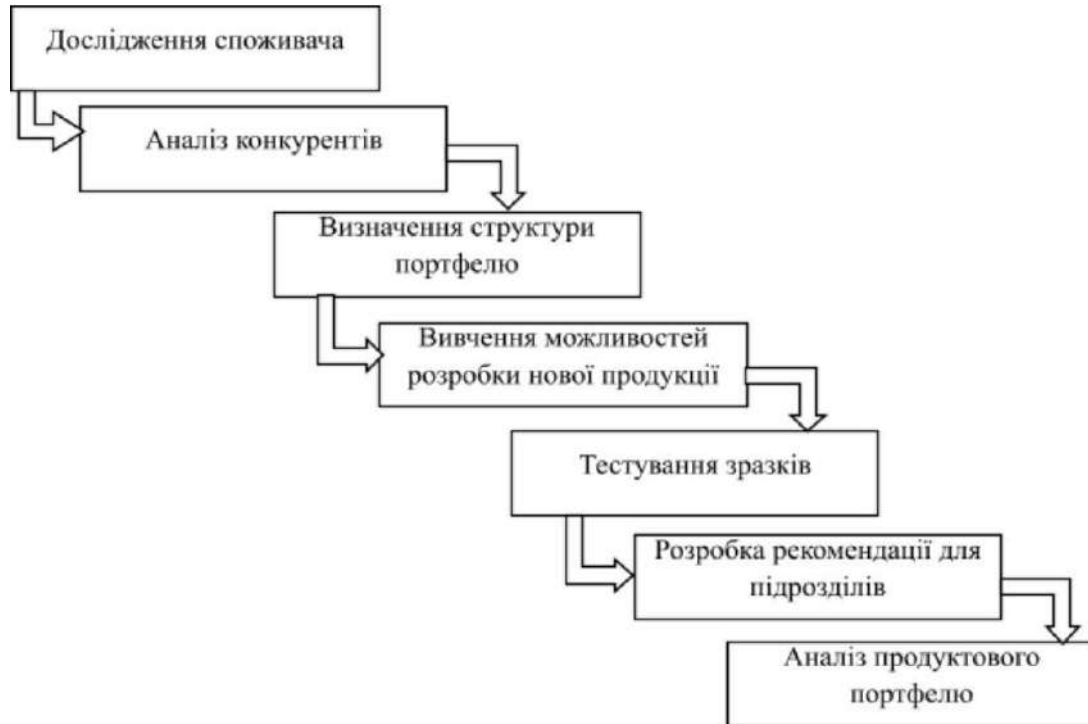 Дослідження споживача
Аналіз конкурентів
Визначення структури
портфелю
Вивчення можливостей
розробки нової продукції
Тестування зразків
Розробка рекомендації для
підрозділів
Аналіз продуктового
портфелю